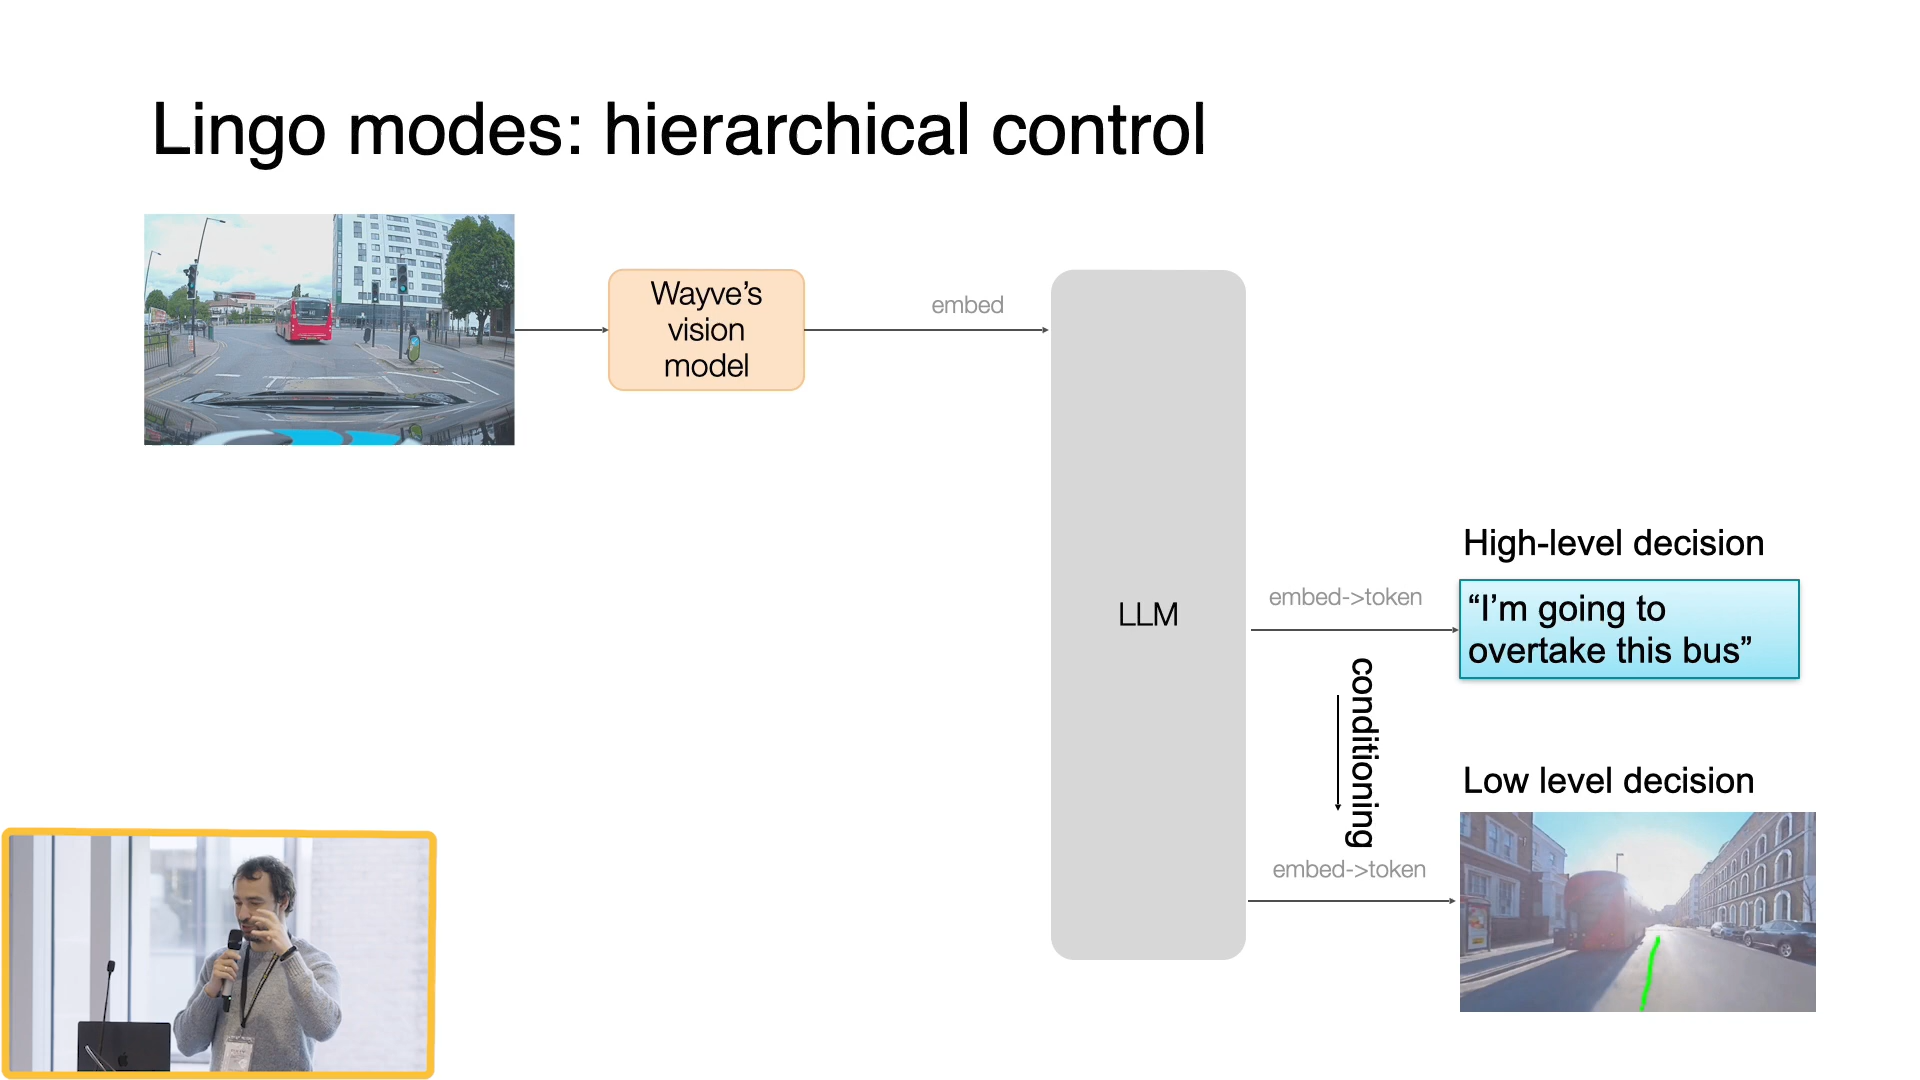 Lingo modes: hierarchical control
Wayve’s
vision
model
embed
LLM
High-level decision
embed->token
“I’m going to
overtake this bus”
conditioning
Low level decision
embed->token